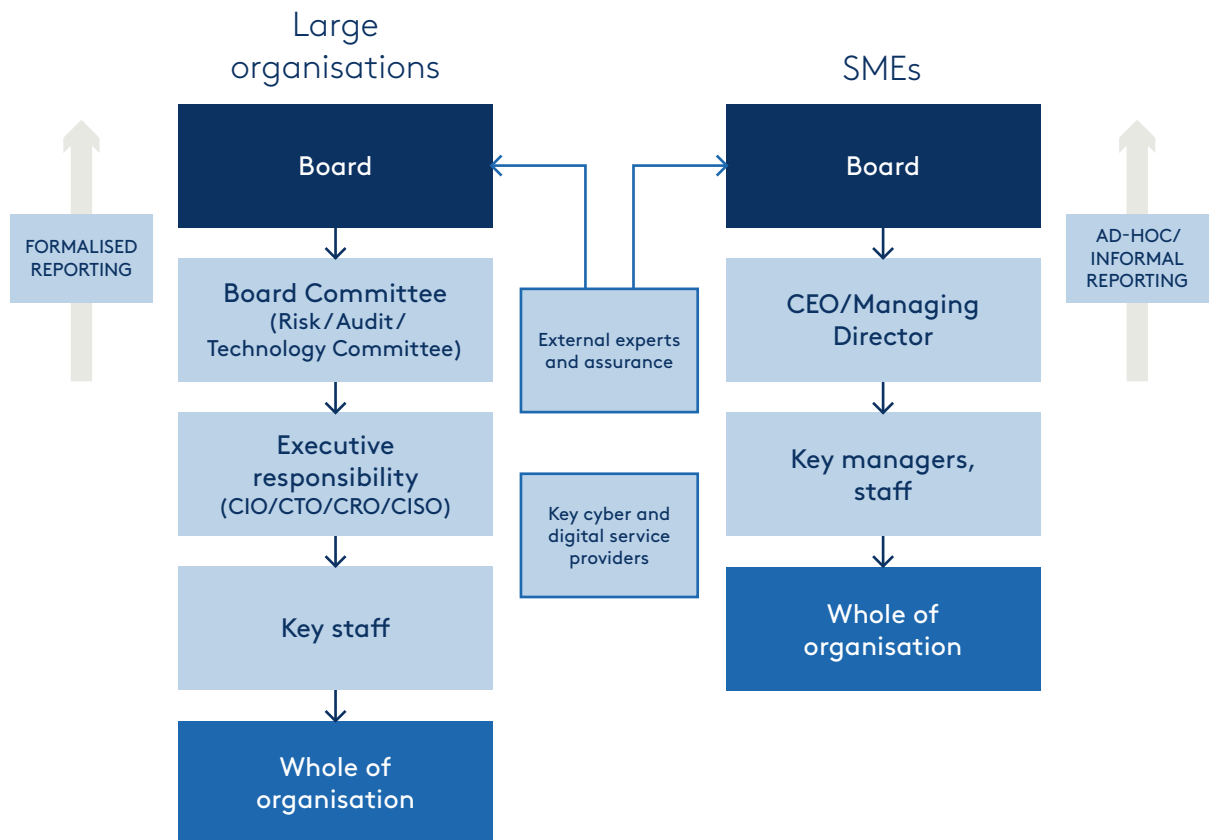 Large
organisations
SMEs
FORMALISED
REPORTING
Board
Board Committee
(Risk / Audit /
Technology Committee)
Executive
responsibility
(CIO/CTO/CRO/CISO)
Key staff
Whole of
organisation
External experts
and assurance
Key cyber and
digital service
providers
Board
CEO/Managing
Director
Key managers,
staff
Whole of
organisation
AD-HOC/
INFORMAL
REPORTING